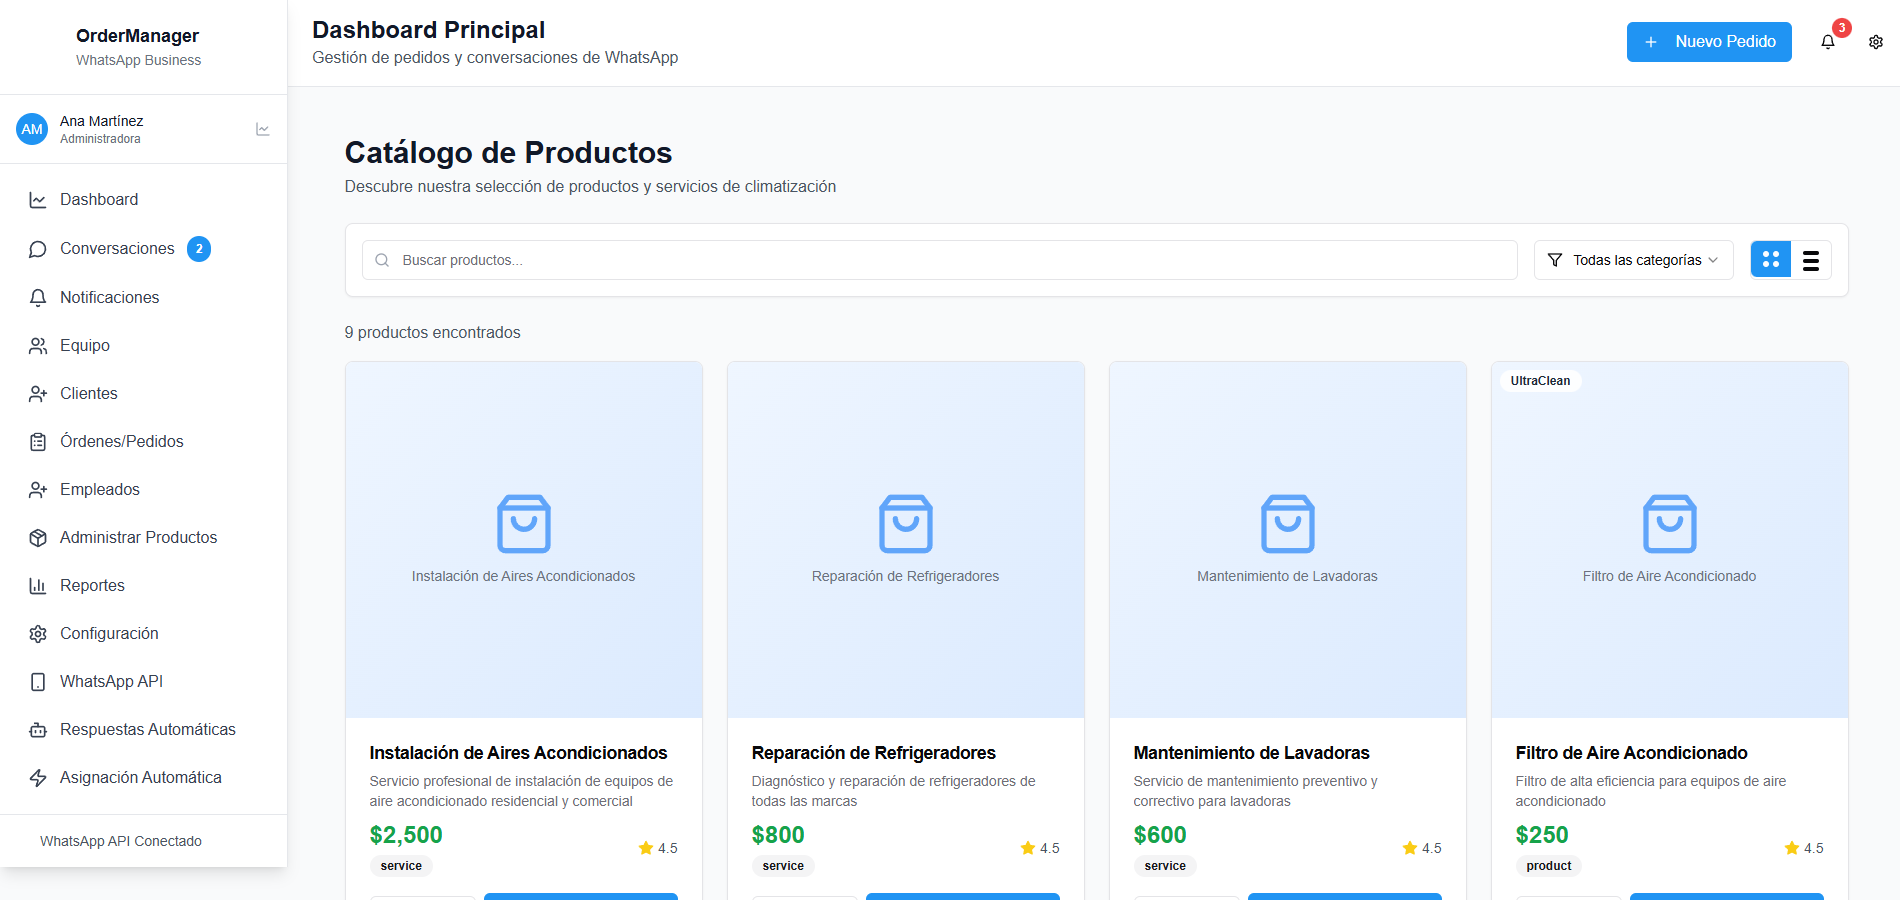 OrderManager
WhatsApp Business
AM
Ana Martínez
Administradora
Dashboard
Conversaciones 2
Notificaciones
Equipo
Clientes
Órdenes/Pedidos
Empleados
Administrar Productos
Reportes
Configuración
WhatsApp API
Respuestas Automáticas
Asignación Automática
WhatsApp API Conectado
Dashboard Principal
Gestión de pedidos y conversaciones de WhatsApp
+ Nuevo Pedido
3
Catálogo de Productos
Descubre nuestra selección de productos y servicios de climatización
Buscar productos...
Todas las categorías
9 productos encontrados
Instalación de Aires Acondicionados
Instalación de Aires Acondicionados
Servicio profesional de instalación de equipos de
aire acondicionado residencial y comercial
$2,500
4.5
service
Reparación de Refrigeradores
Reparación de Refrigeradores
Diagnóstico y reparación de refrigeradores de
todas las marcas
$800
4.5
service
Mantenimiento de Lavadoras
Mantenimiento de Lavadoras
Servicio de mantenimiento preventivo y
correctivo para lavadoras
$600
4.5
service
UltraClean
Filtro de Aire Acondicionado
Filtro de Aire Acondicionado
Filtro de alta eficiencia para equipos de aire
acondicionado
$250
4.5
product